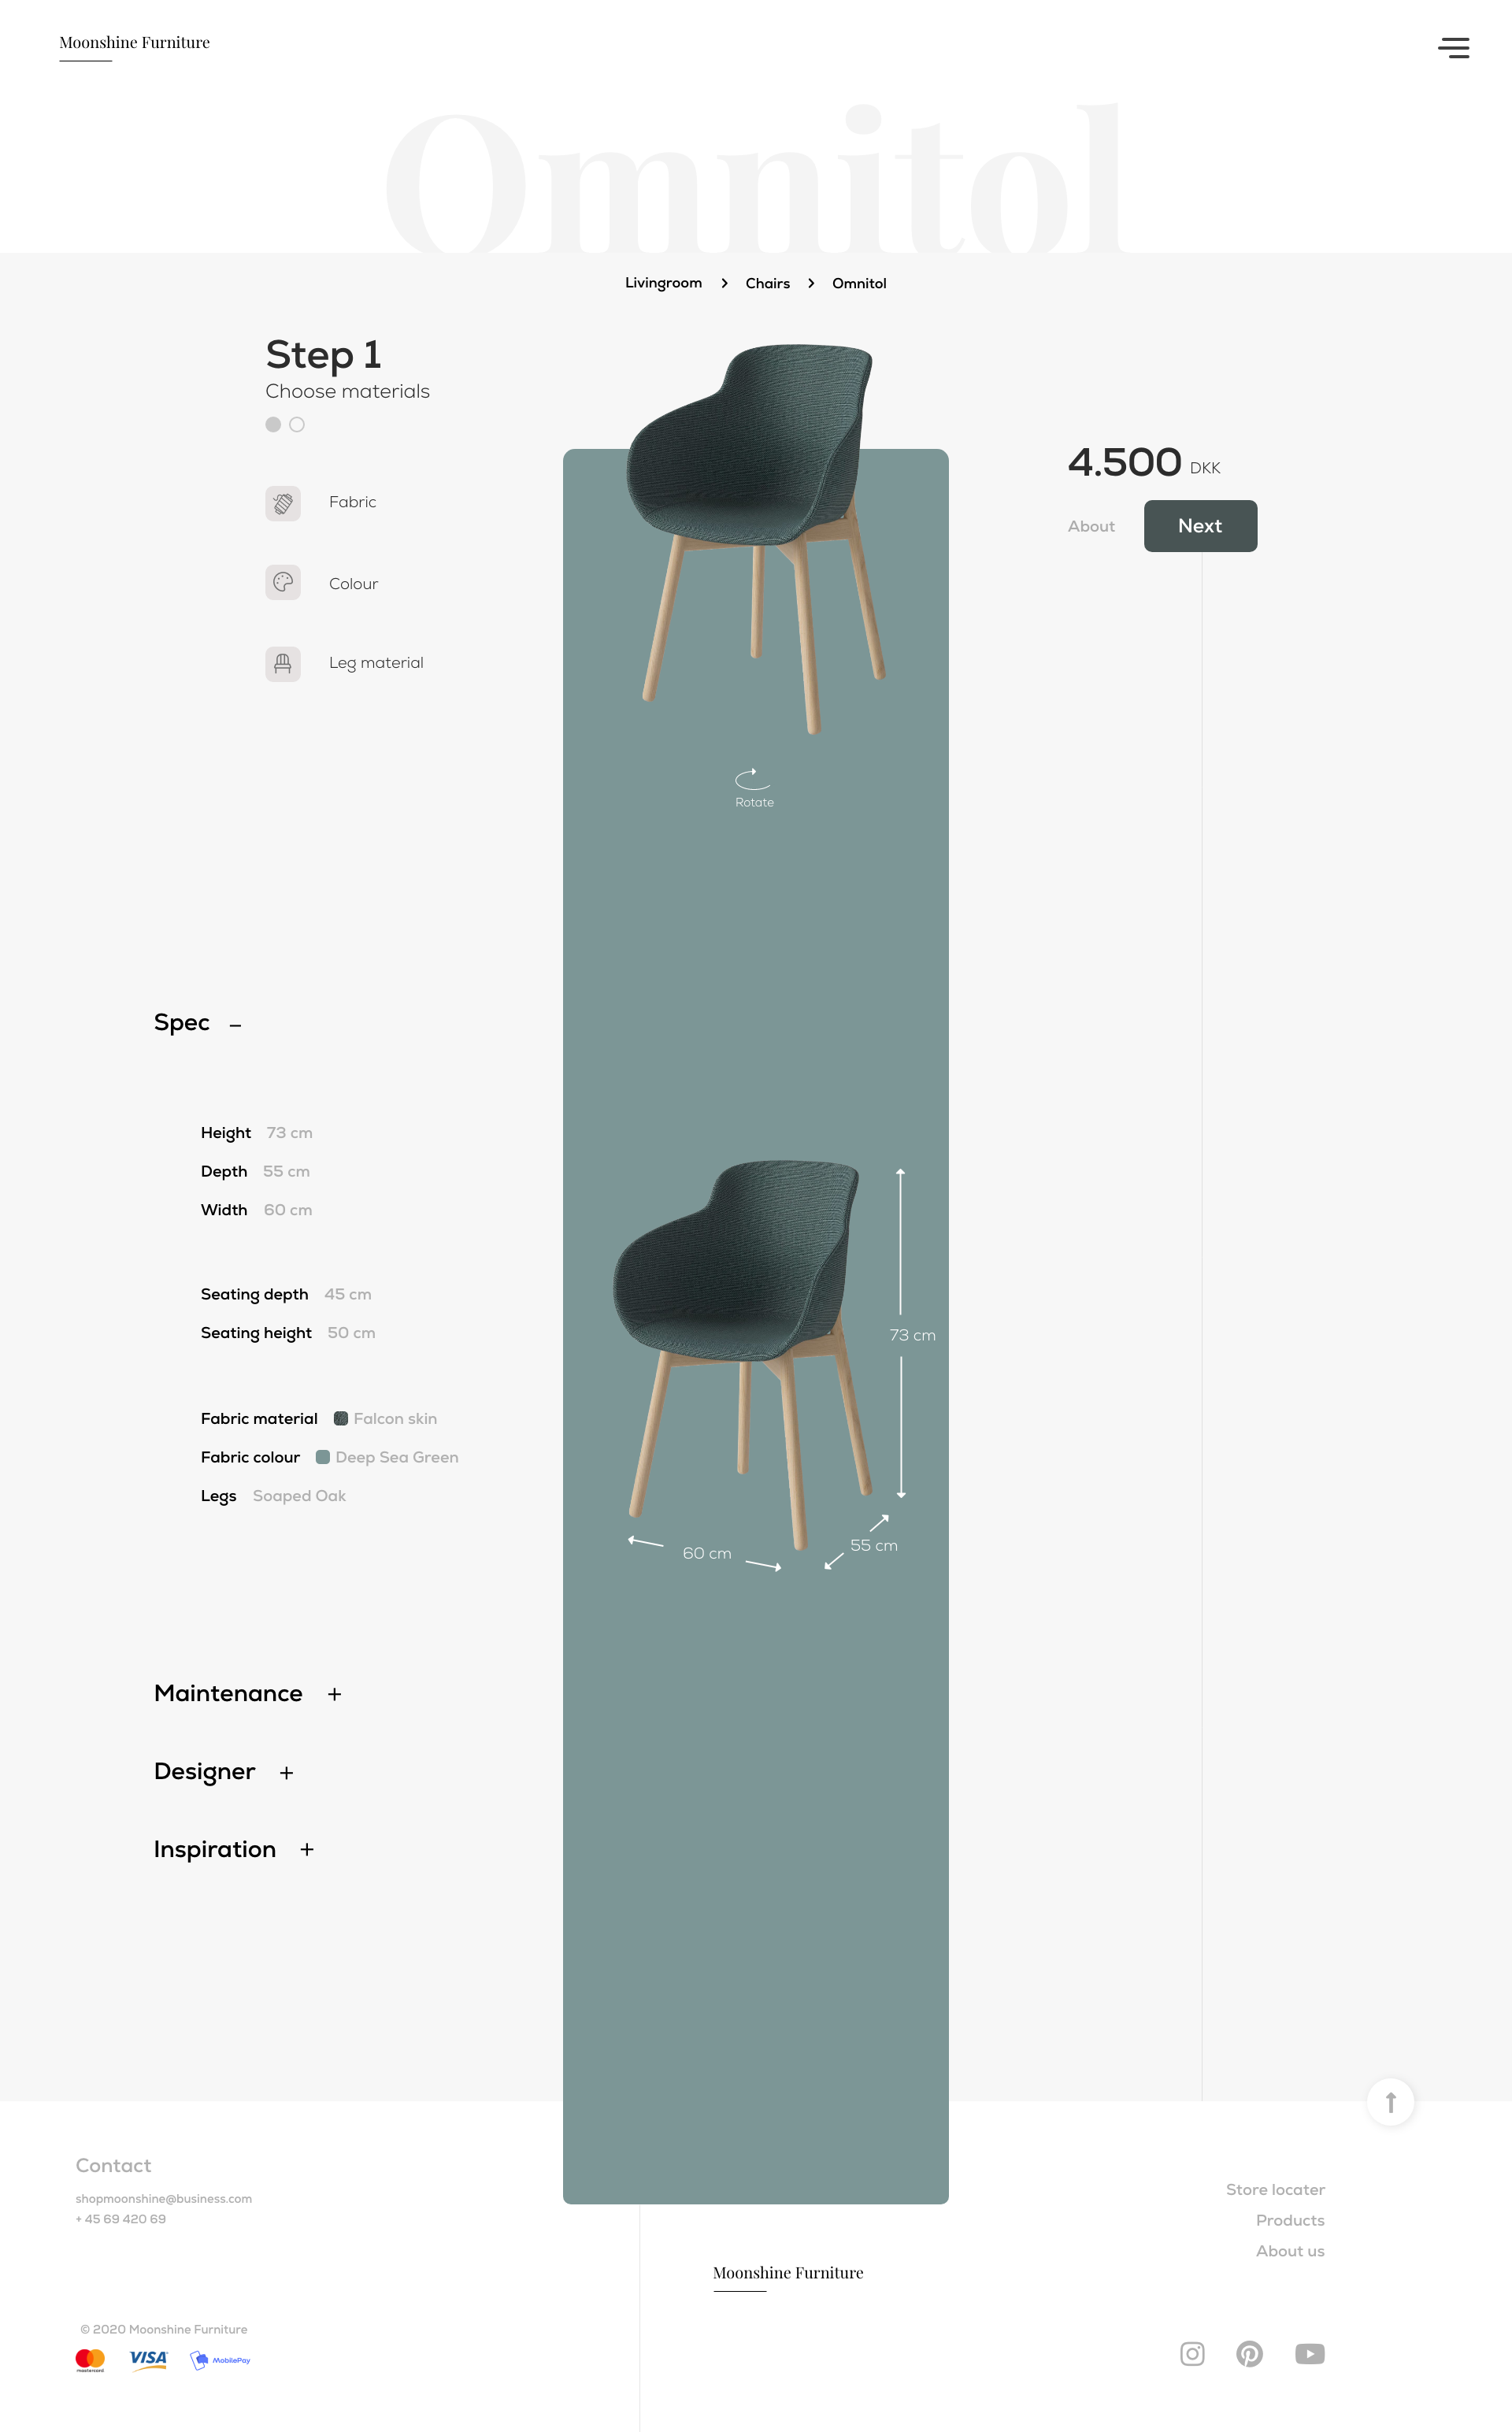 Moonshine Furniture
Omnitol
Livingroom > Chairs > Omnitol
Step 1
Choose materials
Fabric
Colour
Leg material
4.500 DKK
About
Next
Rotate
Spec –
Height 73 cm
Depth 55 cm
Width 60 cm
Seating depth 45 cm
Seating height 50 cm
Fabric material Falcon skin
Fabric colour Deep Sea Green
Legs Soaped Oak
73 cm
60 cm
55 cm
Maintenance +
Designer +
Inspiration +
Contact
shopmoonshine@business.com
+ 45 69 420 69
© 2020 Moonshine Furniture
mastercard
VISA
MobilePay
Moonshine Furniture
Store locater
Products
About us